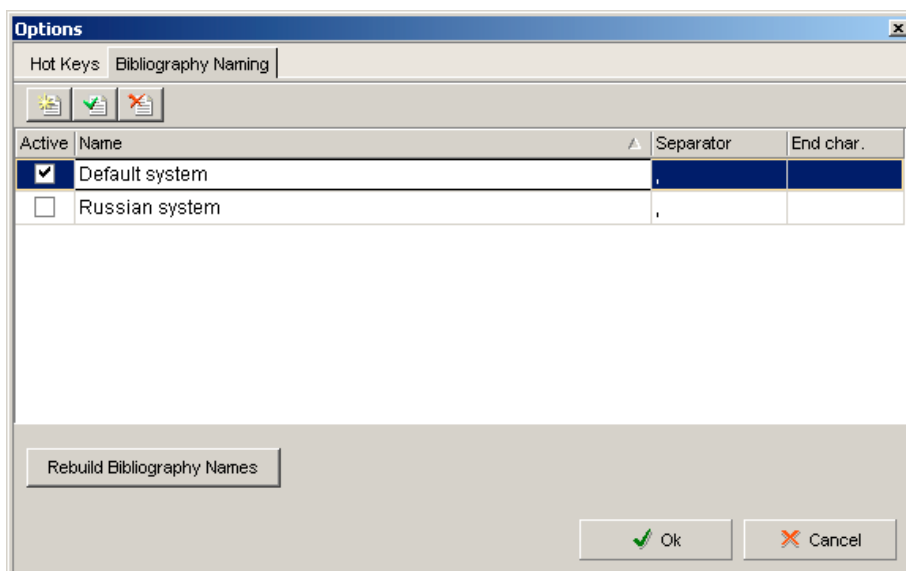 Options
Hot Keys Bibliography Naming
Active Name Separator End char.
Default system ,
Russian system ,
Rebuild Bibliography Names
Ok Cancel